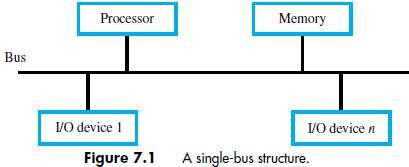 Processor
Memory
Bus
I/O device 1
I/O device n
Figure 7.1 A single-bus structure.